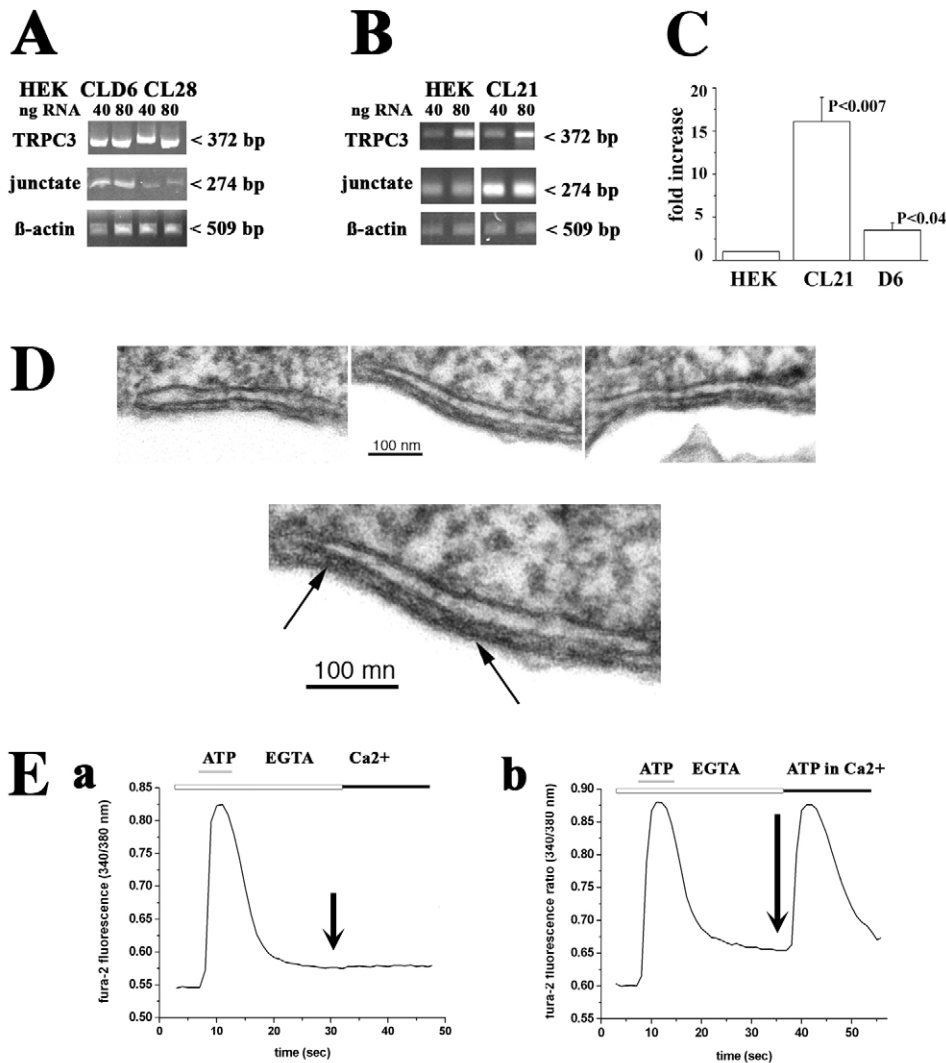 A
HEK CLD6 CL28
ng RNA 40 80 40 80
TRPC3 < 372 bp
junctate < 274 bp
ß-actin < 509 bp
B
HEK CL21
40 80 40 80
TRPC3 < 372 bp
junctate < 274 bp
ß-actin < 509 bp
C
fold increase
20
15
10
5
0
P<0.007
P<0.04
HEK CL21 D6
D
100 nm
100 mn
E
a
ATP EGTA Ca2+
fura-2 fluorescence (340/380 nm)
0.85
0.80
0.75
0.70
0.65
0.60
0.55
0.50
0 10 20 30 40 50
time (sec)
b
ATP EGTA ATP in Ca2+
fura-2 fluorescence ratio (340/380 nm)
0.90
0.85
0.80
0.75
0.70
0.65
0.60
0.55
0 10 20 30 40 50
time (sec)